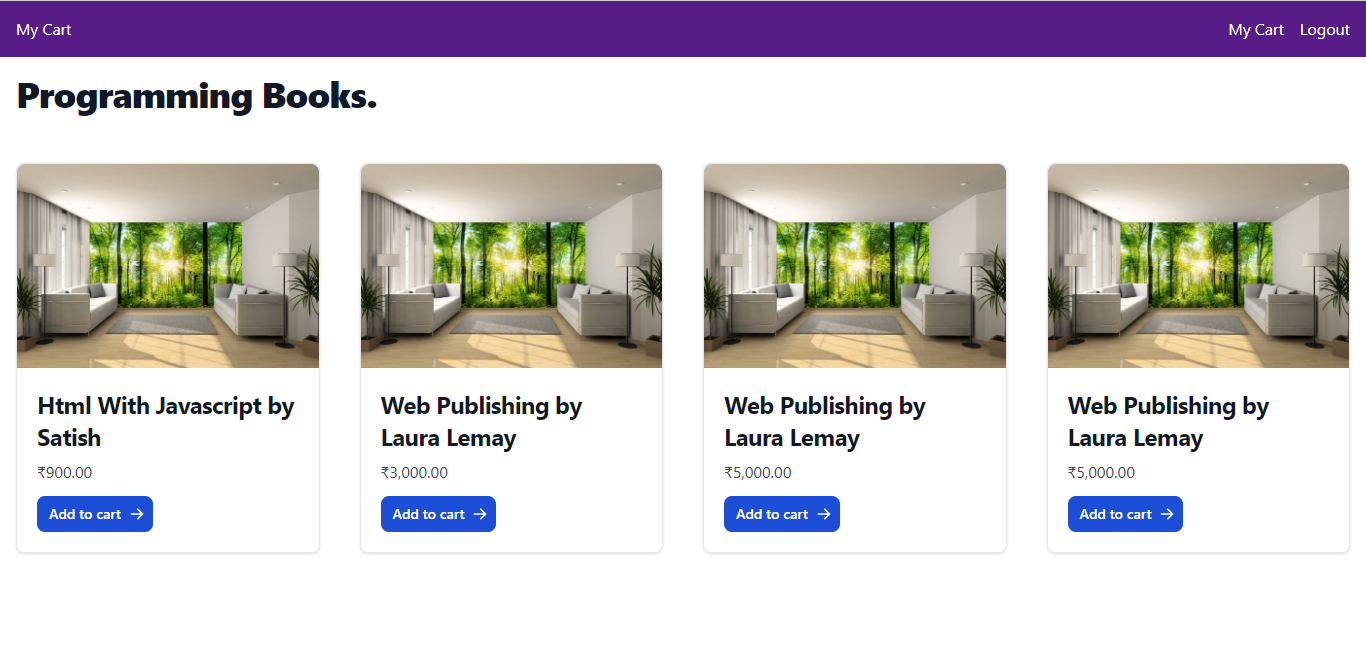 My Cart
My Cart Logout
Programming Books.
Html With Javascript by
Satish
₹900.00
Add to cart
Web Publishing by
Laura Lemay
₹3,000.00
Add to cart
Web Publishing by
Laura Lemay
₹5,000.00
Add to cart
Web Publishing by
Laura Lemay
₹5,000.00
Add to cart